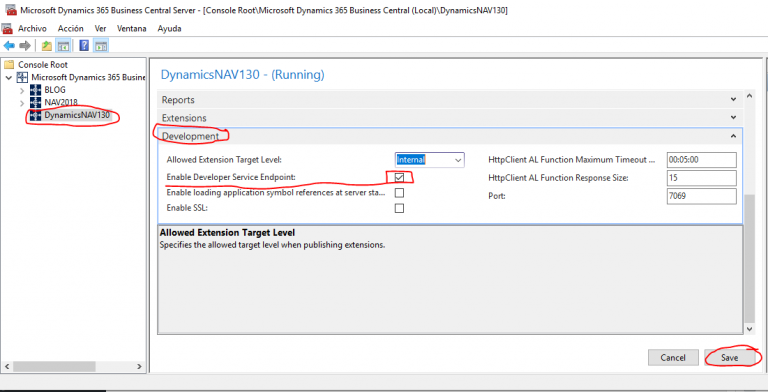 Microsoft Dynamics 365 Business Central Server - [Console Root\Microsoft Dynamics 365 Business Central (Local)\DynamicsNAV130]
Archivo Acción Ver Ventana Ayuda
Console Root
Microsoft Dynamics 365 Busine
BLOG
NAV2018
DynamicsNAV130
DynamicsNAV130 - (Running)
Reports
Extensions
Development
Allowed Extension Target Level: Internal
HttpClient AL Function Maximum Timeout ... 00:05:00
Enable Developer Service Endpoint:
HttpClient AL Function Response Size: 15
Enable loading application symbol references at server sta...
Port: 7069
Enable SSL:
Allowed Extension Target Level
Specifies the allowed target level when publishing extensions.
Cancel Save